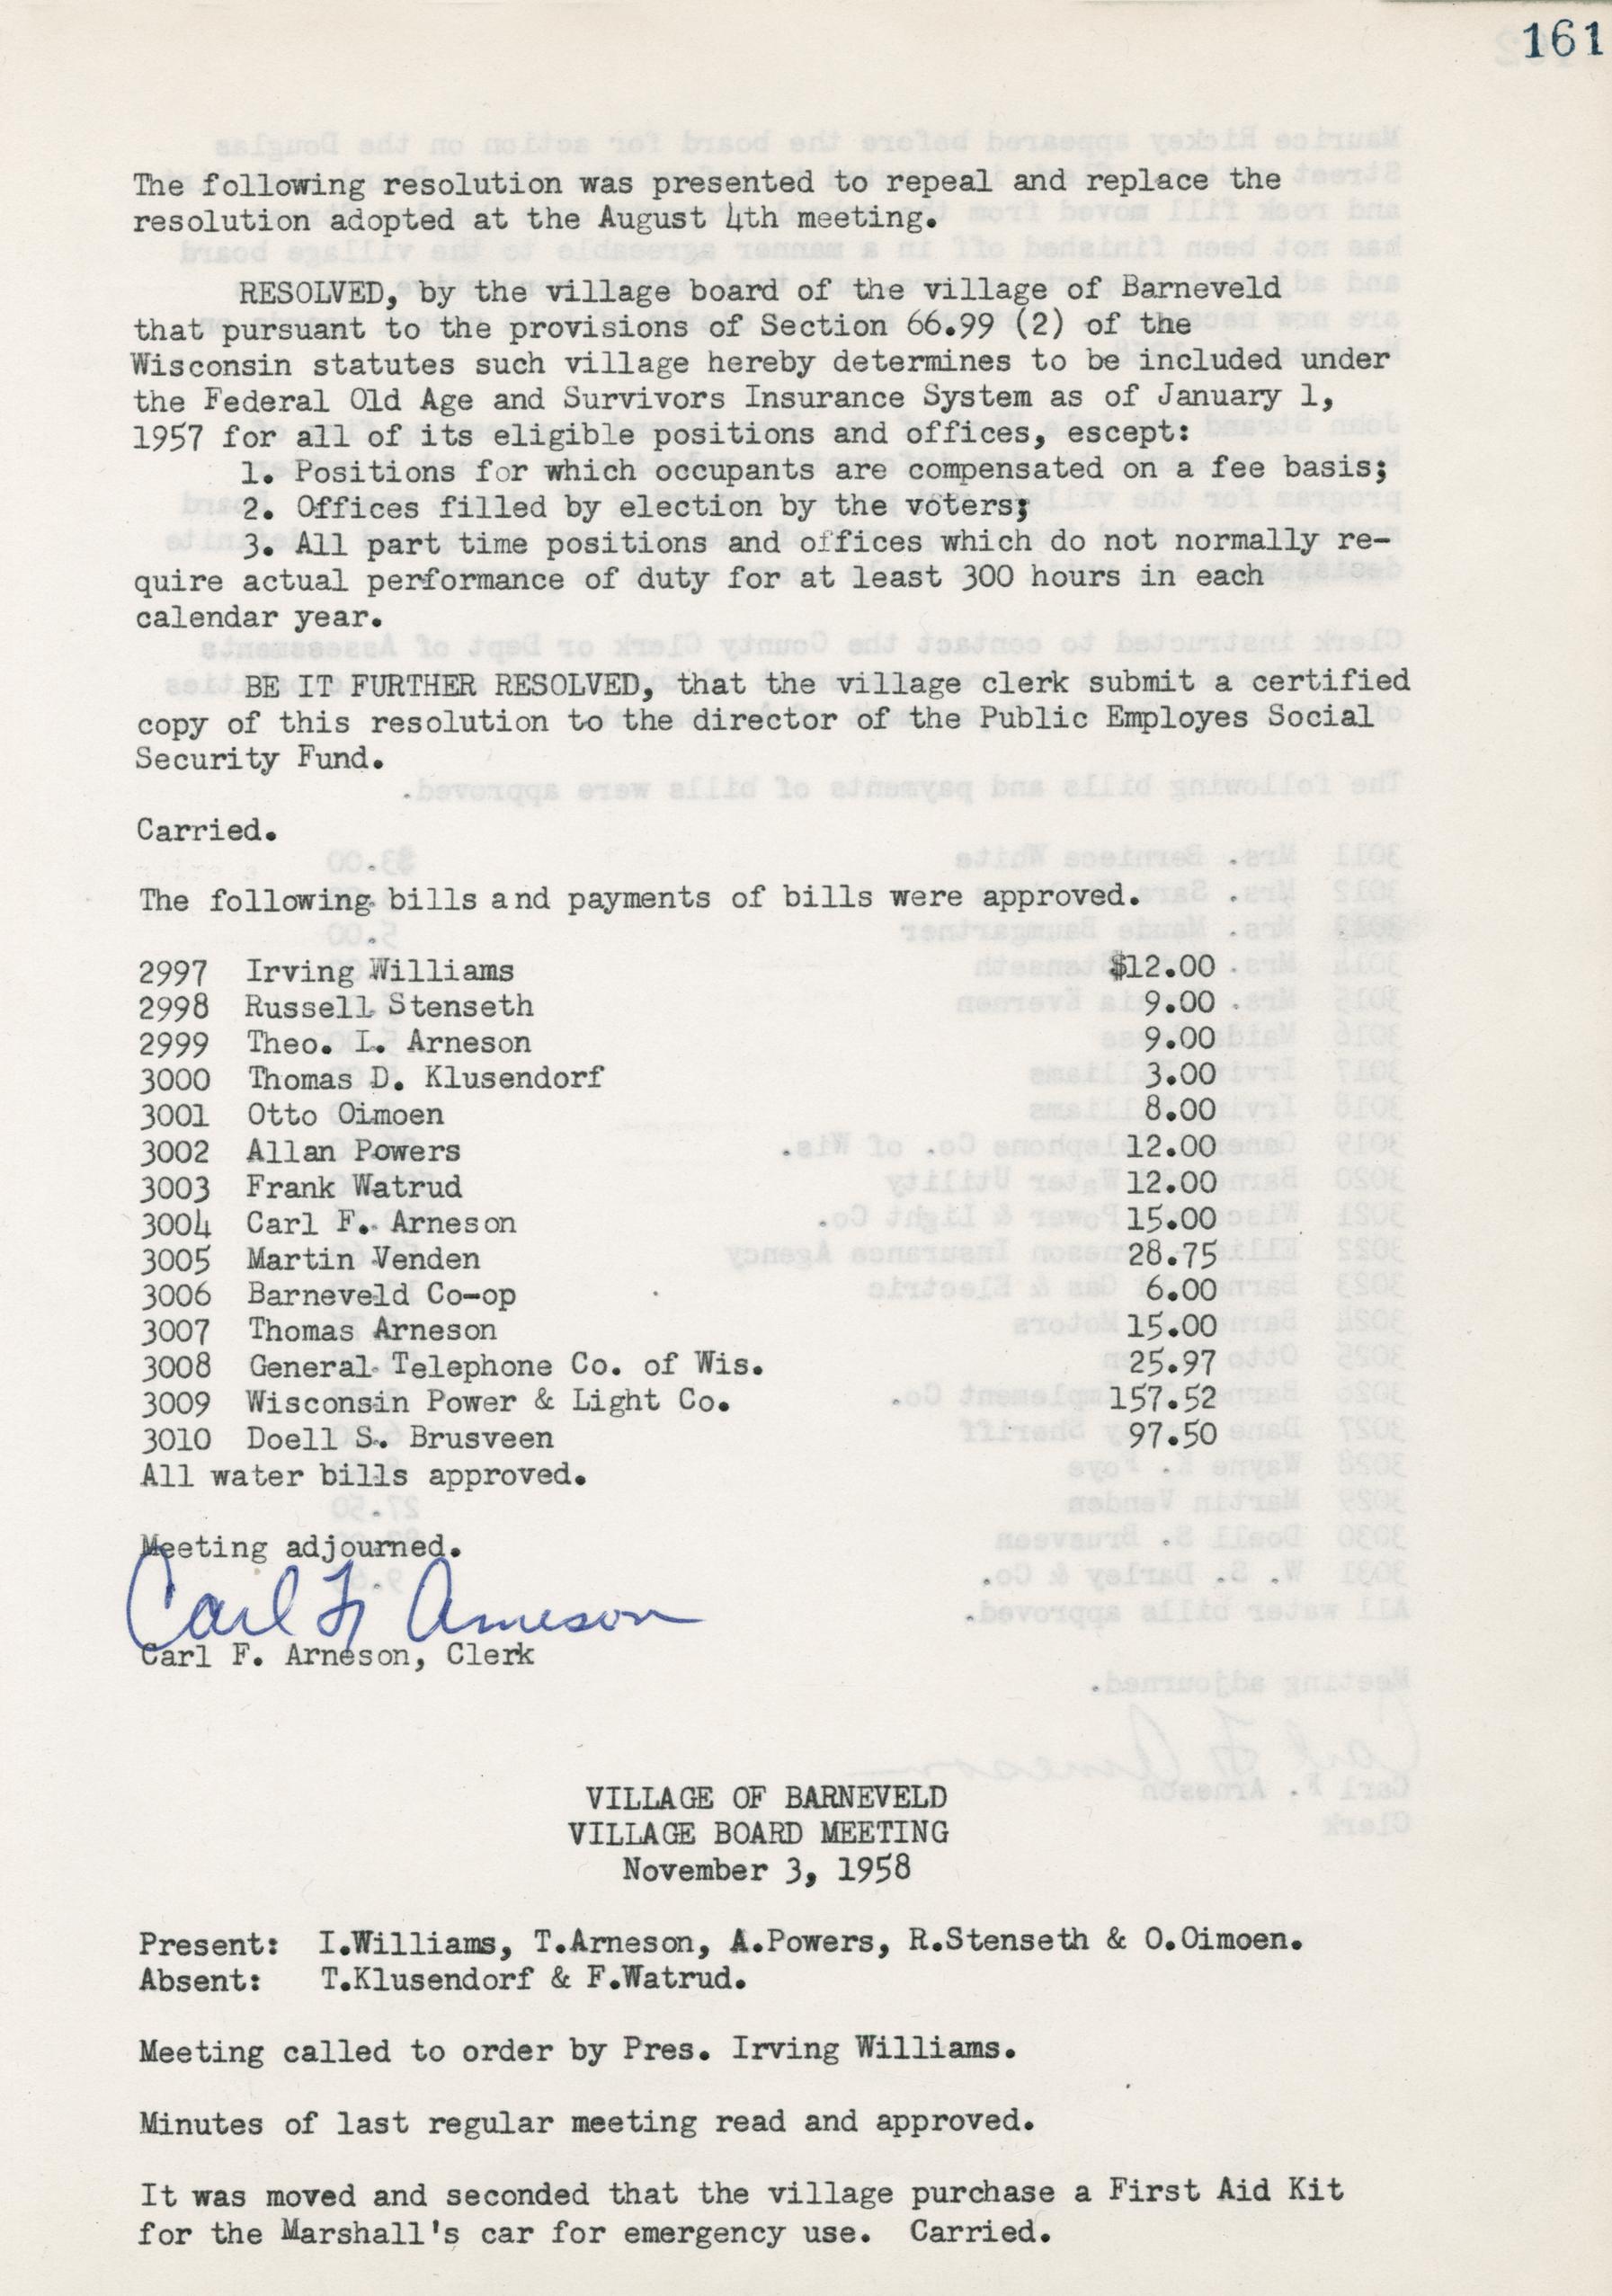 161
The following resolution was presented to repeal and replace the
resolution adopted at the August 4th meeting.
RESOLVED, by the village board of the village of Barneveld
that pursuant to the provisions of Section 66.99 (2) of the
Wisconsin statutes such village hereby determines to be included under
the Federal Old Age and Survivors Insurance System as of January 1,
1957 for all of its eligible positions and offices, escept:
1. Positions for which occupants are compensated on a fee basis;
2. Offices filled by election by the voters;
3. All part time positions and offices which do not normally re-
quire actual performance of duty for at least 300 hours in each
calendar year.
BE IT FURTHER RESOLVED, that the village clerk submit a certified
copy of this resolution to the director of the Public Employes Social
Security Fund.
Carried.
The following bills and payments of bills were approved.
2997 Irving Williams $12.00
2998 Russell Stenseth 9.00
2999 Theo. I. Arneson 9.00
3000 Thomas D. Klusendorf 3.00
3001 Otto Oimoen 8.00
3002 Allan Powers 12.00
3003 Frank Watrud 12.00
3004 Carl F. Arneson 15.00
3005 Martin Venden 28.75
3006 Barneveld Co-op 6.00
3007 Thomas Arneson 15.00
3008 General Telephone Co. of Wis. 25.97
3009 Wisconsin Power & Light Co. 157.52
3010 Doell S. Brusveen 97.50
All water bills approved.
Meeting adjourned.
Carl F. Arneson
Carl F. Arneson, Clerk
VILLAGE OF BARNEVELD
VILLAGE BOARD MEETING
November 3, 1958
Present: I.Williams, T.Arneson, A.Powers, R.Stenseth & O.Oimoen.
Absent: T.Klusendorf & F.Watrud.
Meeting called to order by Pres. Irving Williams.
Minutes of last regular meeting read and approved.
It was moved and seconded that the village purchase a First Aid Kit
for the Marshall's car for emergency use. Carried.